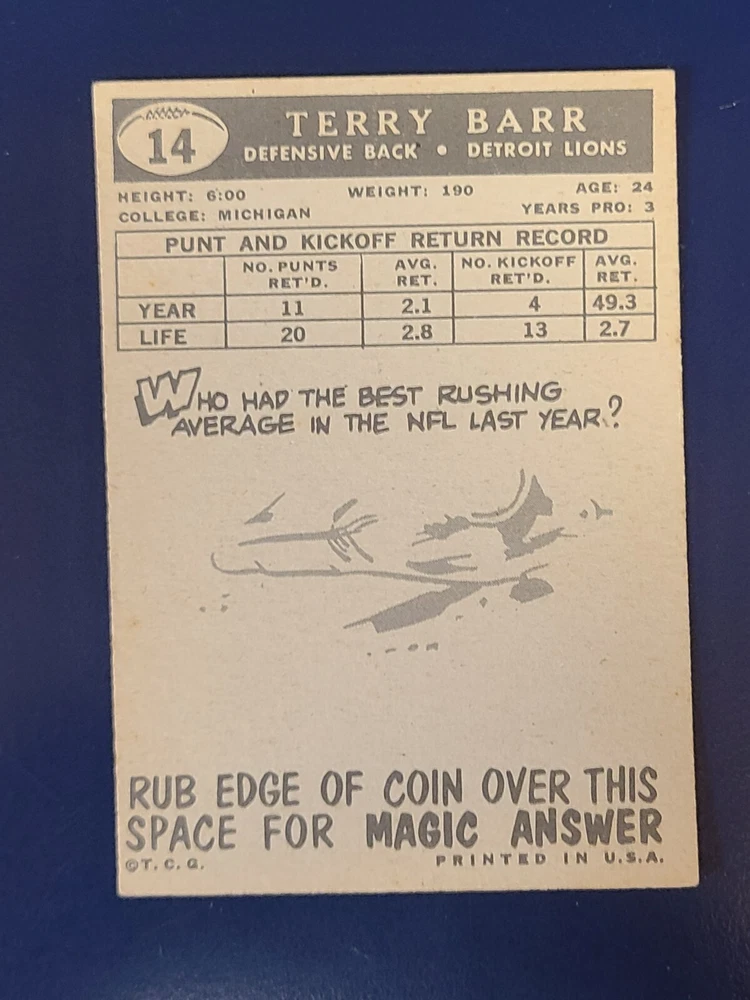 14
TERRY BARR
DEFENSIVE BACK • DETROIT LIONS
HEIGHT: 6:00 WEIGHT: 190 AGE: 24
COLLEGE: MICHIGAN YEARS PRO: 3
PUNT AND KICKOFF RETURN RECORD
NO. PUNTS RET'D. AVG. RET. NO. KICKOFF RET'D. AVG. RET.
YEAR 11 2.1 4 49.3
LIFE 20 2.8 13 2.7
WHO HAD THE BEST RUSHING
AVERAGE IN THE NFL LAST YEAR?
RUB EDGE OF COIN OVER THIS
SPACE FOR MAGIC ANSWER
©T.C.G. PRINTED IN U.S.A.